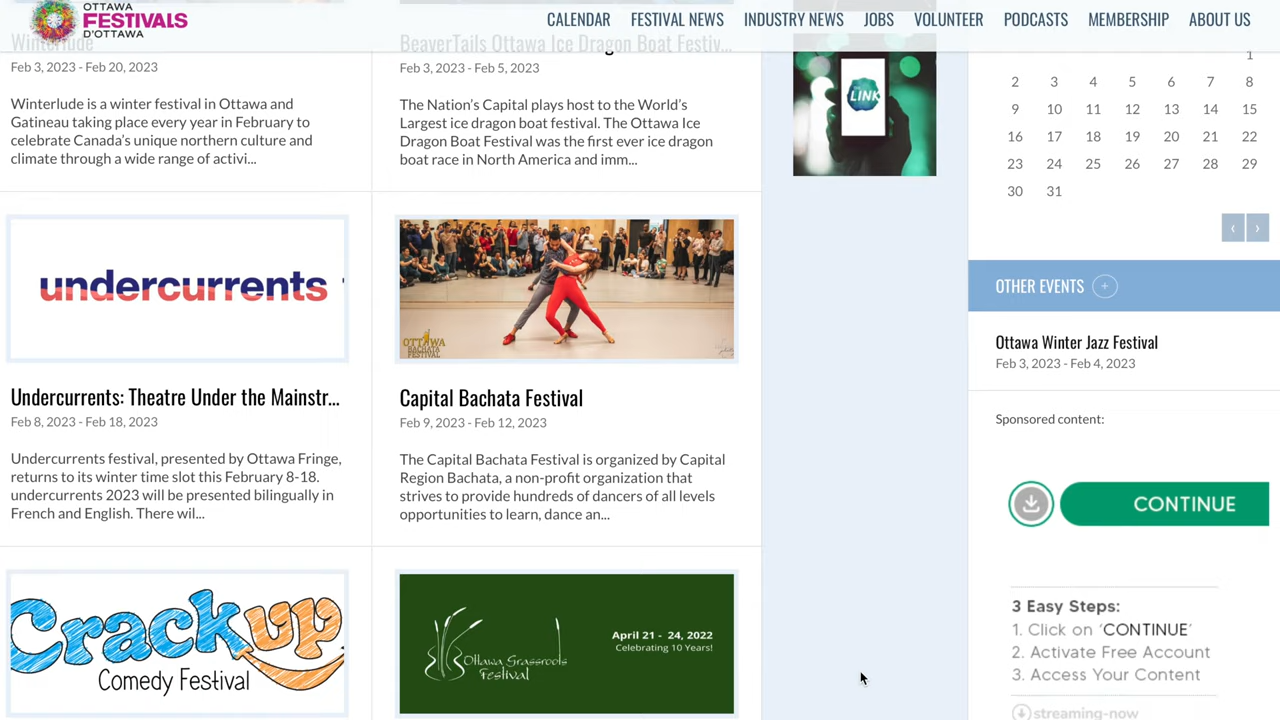 OTTAWA
FESTIVALS
D'OTTAWA
CALENDAR FESTIVAL NEWS INDUSTRY NEWS JOBS VOLUNTEER PODCASTS MEMBERSHIP ABOUT US
Winterlude
Feb 3, 2023 - Feb 20, 2023
Winterlude is a winter festival in Ottawa and
Gatineau taking place every year in February to
celebrate Canada's unique northern culture and
climate through a wide range of activi...
BeaverTails Ottawa Ice Dragon Boat Festiv...
Feb 3, 2023 - Feb 5, 2023
The Nation's Capital plays host to the World's
Largest ice dragon boat festival. The Ottawa Ice
Dragon Boat Festival was the first ever ice dragon
boat race in North America and imm...
undercurrents
Undercurrents: Theatre Under the Mainstr...
Feb 8, 2023 - Feb 18, 2023
Undercurrents festival, presented by Ottawa Fringe,
returns to its winter time slot this February 8-18.
undercurrents 2023 will be presented bilingually in
French and English. There wil...
OTTAWA
BACHATA
FESTIVAL
Capital Bachata Festival
Feb 9, 2023 - Feb 12, 2023
The Capital Bachata Festival is organized by Capital
Region Bachata, a non-profit organization that
strives to provide hundreds of dancers of all levels
opportunities to learn, dance an...
Crackup
Comedy Festival
Ottawa Grassroots
Festival
April 21 - 24, 2022
Celebrating 10 Years!
LINK
1
2 3 4 5 6 7 8
9 10 11 12 13 14 15
16 17 18 19 20 21 22
23 24 25 26 27 28 29
30 31
‹ ›
OTHER EVENTS +
Ottawa Winter Jazz Festival
Feb 3, 2023 - Feb 4, 2023
Sponsored content:
CONTINUE
3 Easy Steps:
1. Click on 'CONTINUE'
2. Activate Free Account
3. Access Your Content
streaming-now